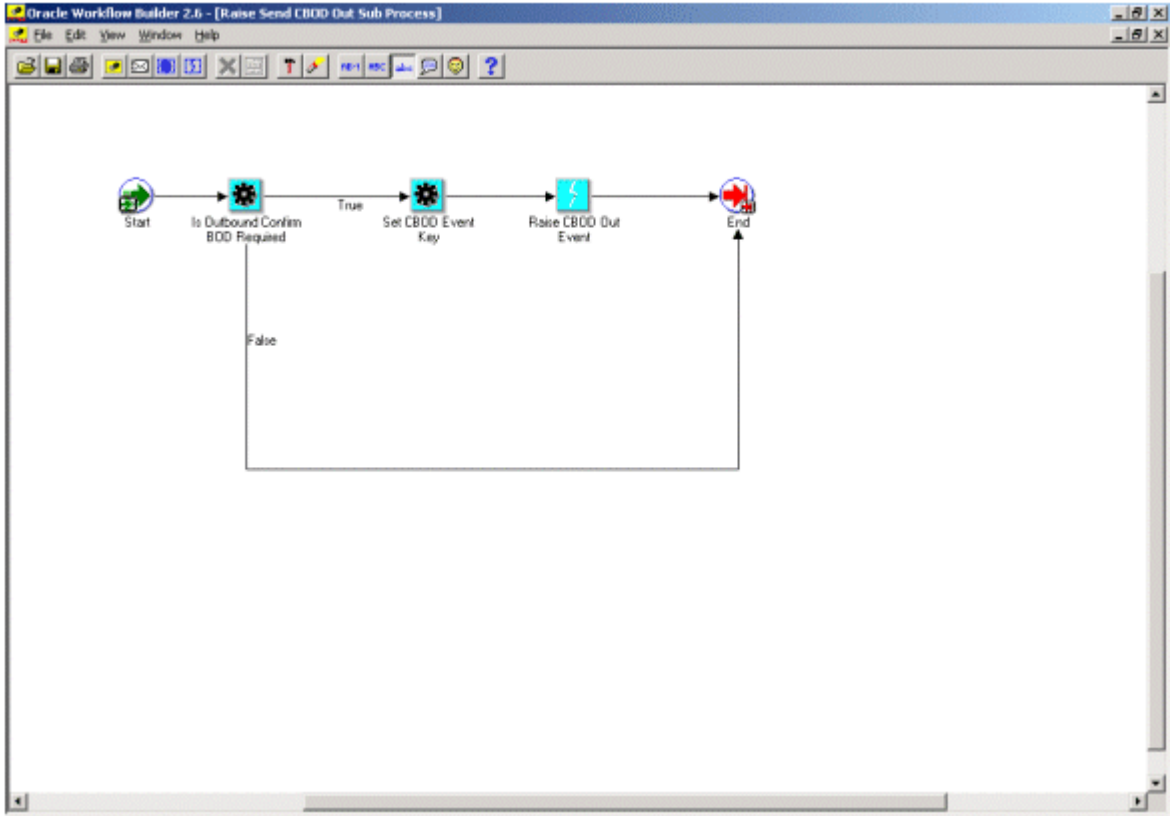 Oracle Workflow Builder 2.6 - [Raise Send CBOD Out Sub Process]
File Edit View Window Help
Start
Is Outbound Confirm
BOD Required
True
Set CBOD Event
Key
Raise CBOD Out
Event
End
False